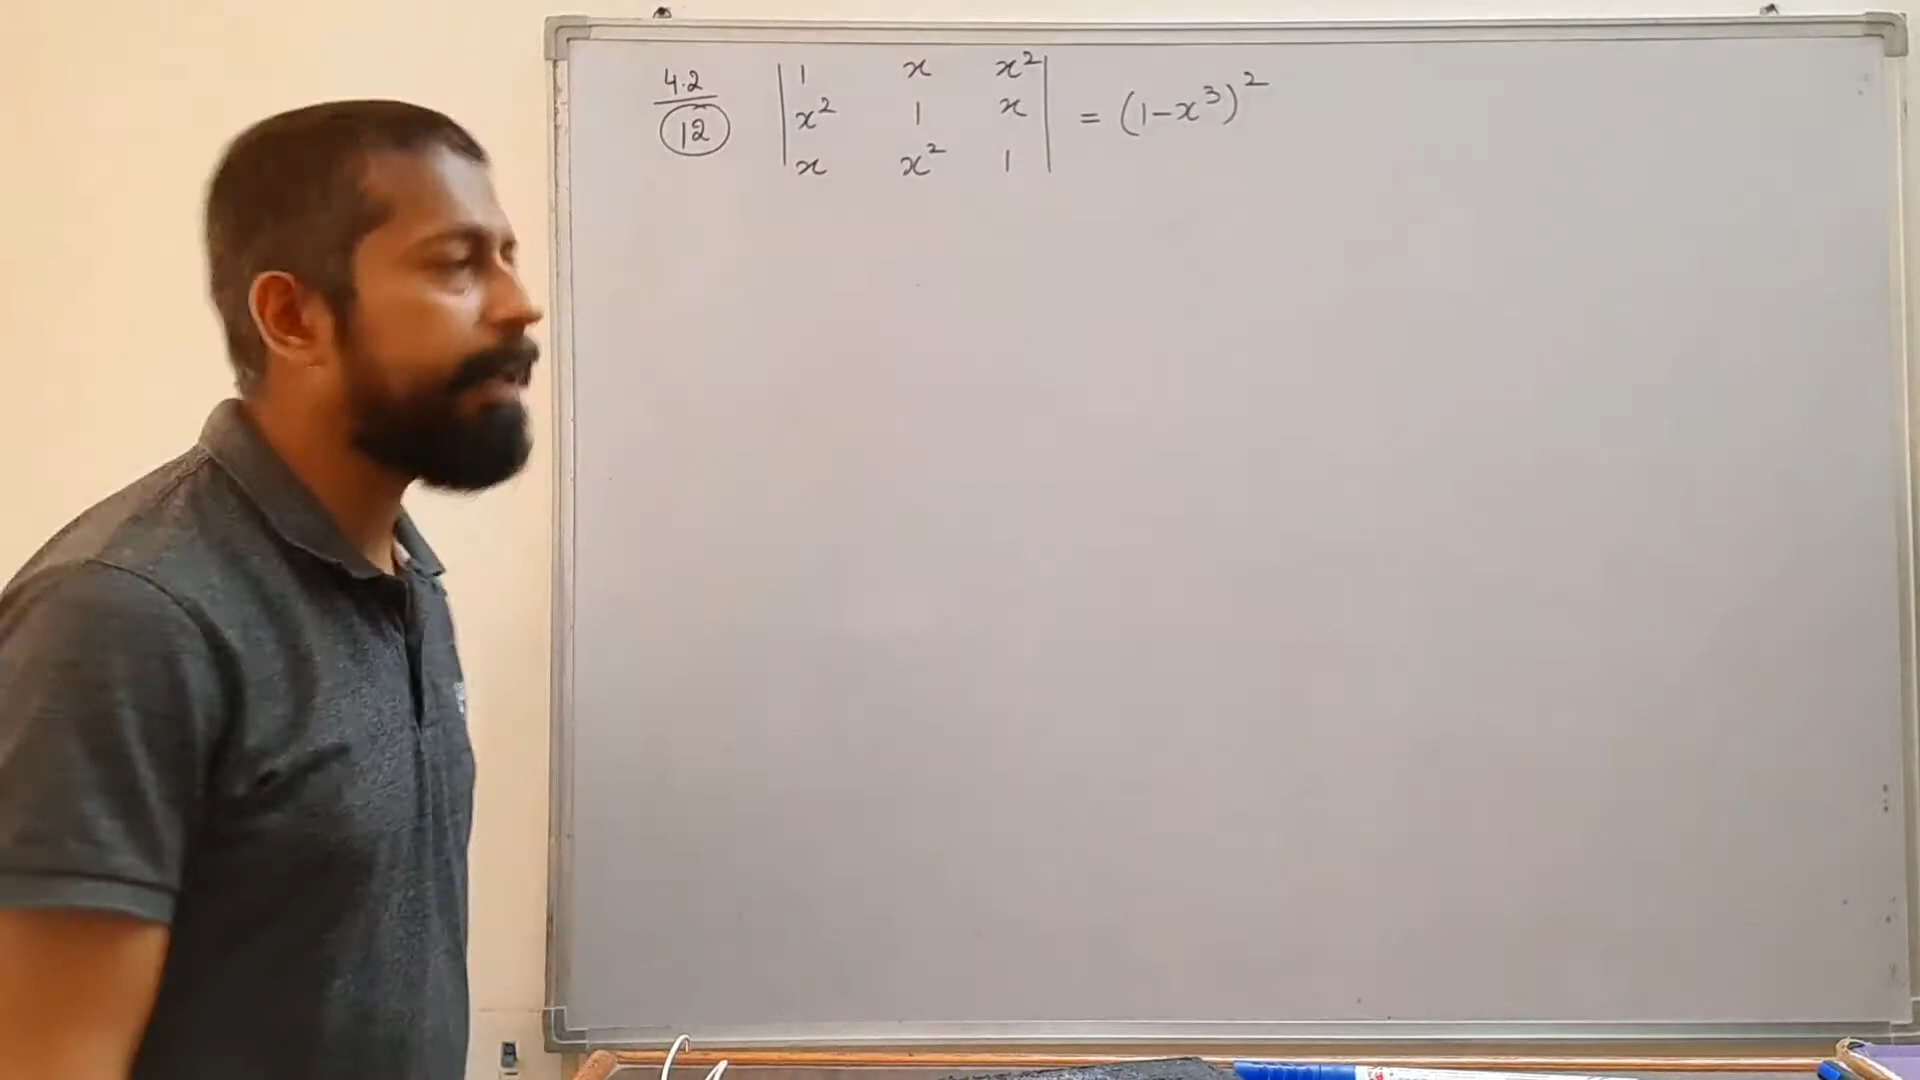 4.2
12
| 1 x x² |
| x² 1 x | = (1-x³)²
| x x² 1 |